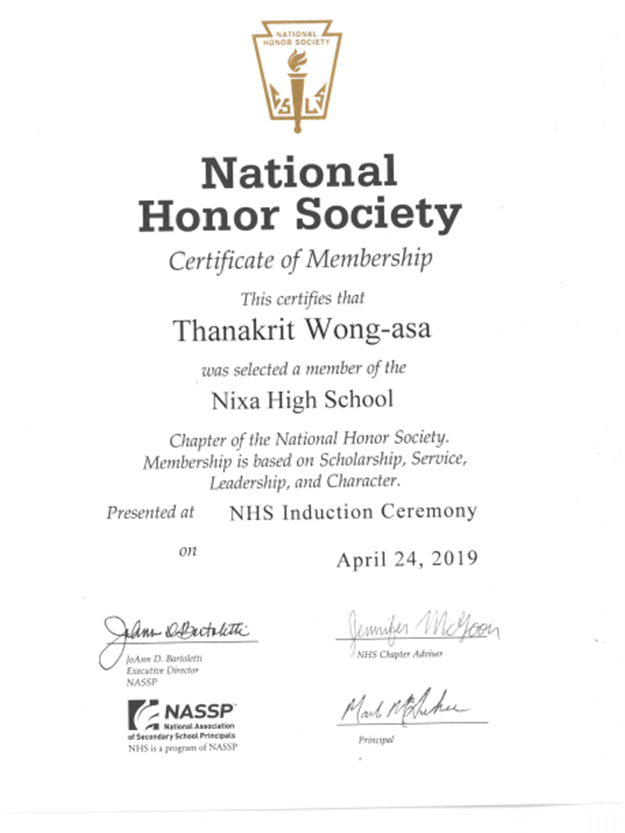 NATIONAL
HONOR SOCIETY
National
Honor Society
Certificate of Membership
This certifies that
Thanakrit Wong-asa
was selected a member of the
Nixa High School
Chapter of the National Honor Society.
Membership is based on Scholarship, Service,
Leadership, and Character.
Presented at NHS Induction Ceremony
on April 24, 2019
JoAnn D. Bartoletti
JoAnn D. Bartoletti
Executive Director
NASSP
Jennifer McGoon
NHS Chapter Adviser
NASSP
National Association
of Secondary School Principals
NHS is a program of NASSP
Mark
Principal